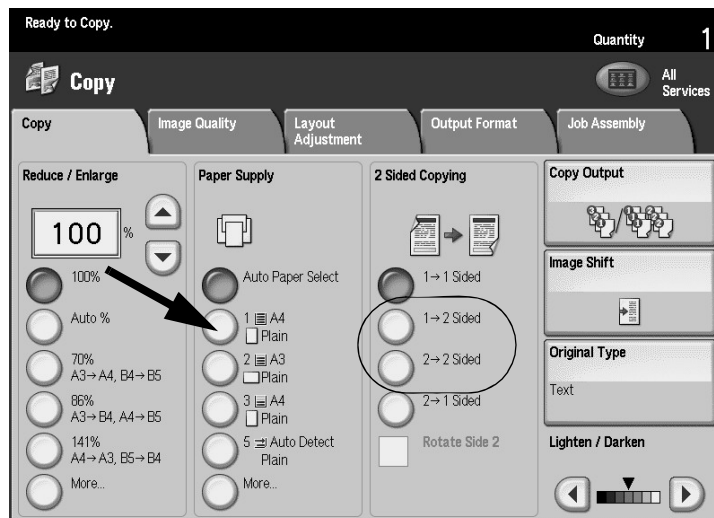 Ready to Copy.
Quantity 1
Copy
All
Services
Copy
Image Quality
Layout
Adjustment
Output Format
Job Assembly
Reduce / Enlarge
100 %
100%
Auto %
70%
A3→A4, B4→B5
86%
A3→B4, A4→B5
141%
A4→A3, B5→B4
More...
Paper Supply
Auto Paper Select
1 A4
Plain
2 A3
Plain
3 A4
Plain
5 Auto Detect
Plain
More...
2 Sided Copying
1→1 Sided
1→2 Sided
2→2 Sided
2→1 Sided
Rotate Side 2
Copy Output
Image Shift
Original Type
Text
Lighten / Darken